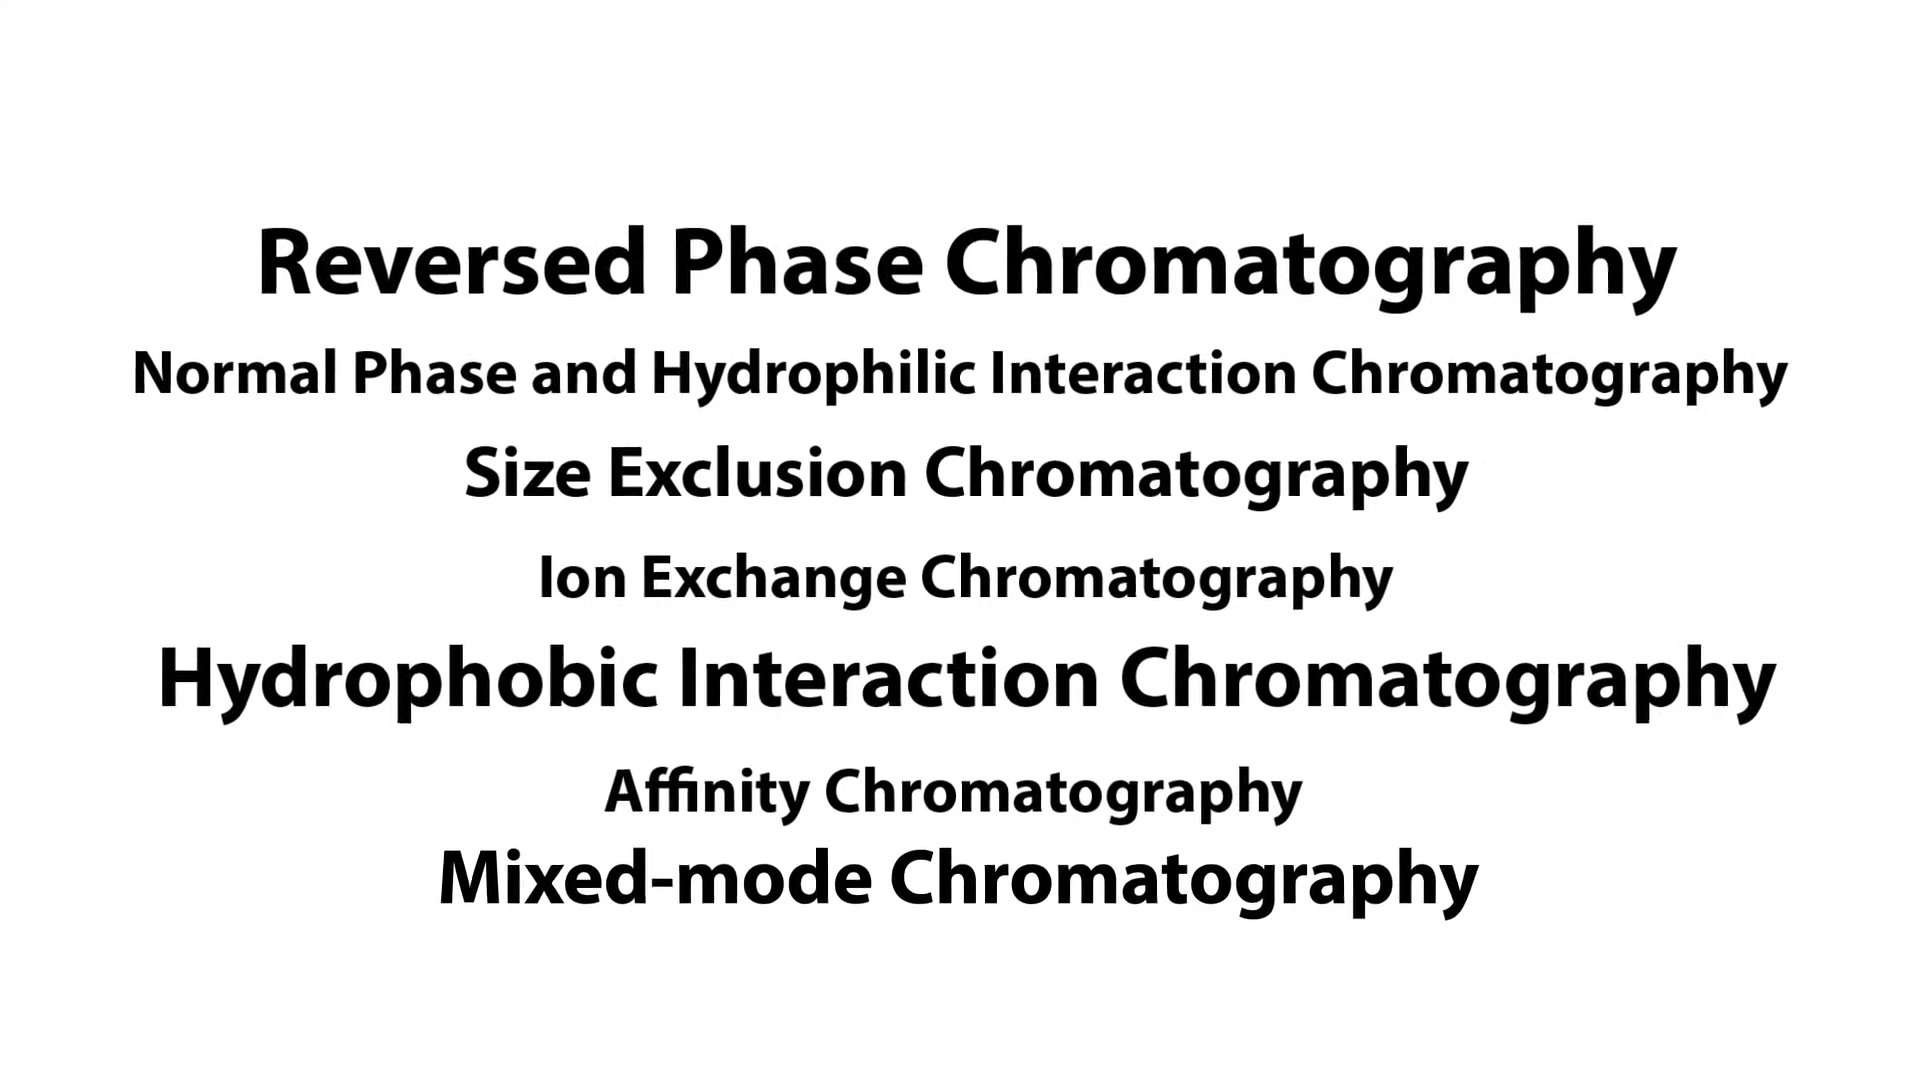 Reversed Phase Chromatography
Normal Phase and Hydrophilic Interaction Chromatography
Size Exclusion Chromatography
Ion Exchange Chromatography
Hydrophobic Interaction Chromatography
Affinity Chromatography
Mixed-mode Chromatography